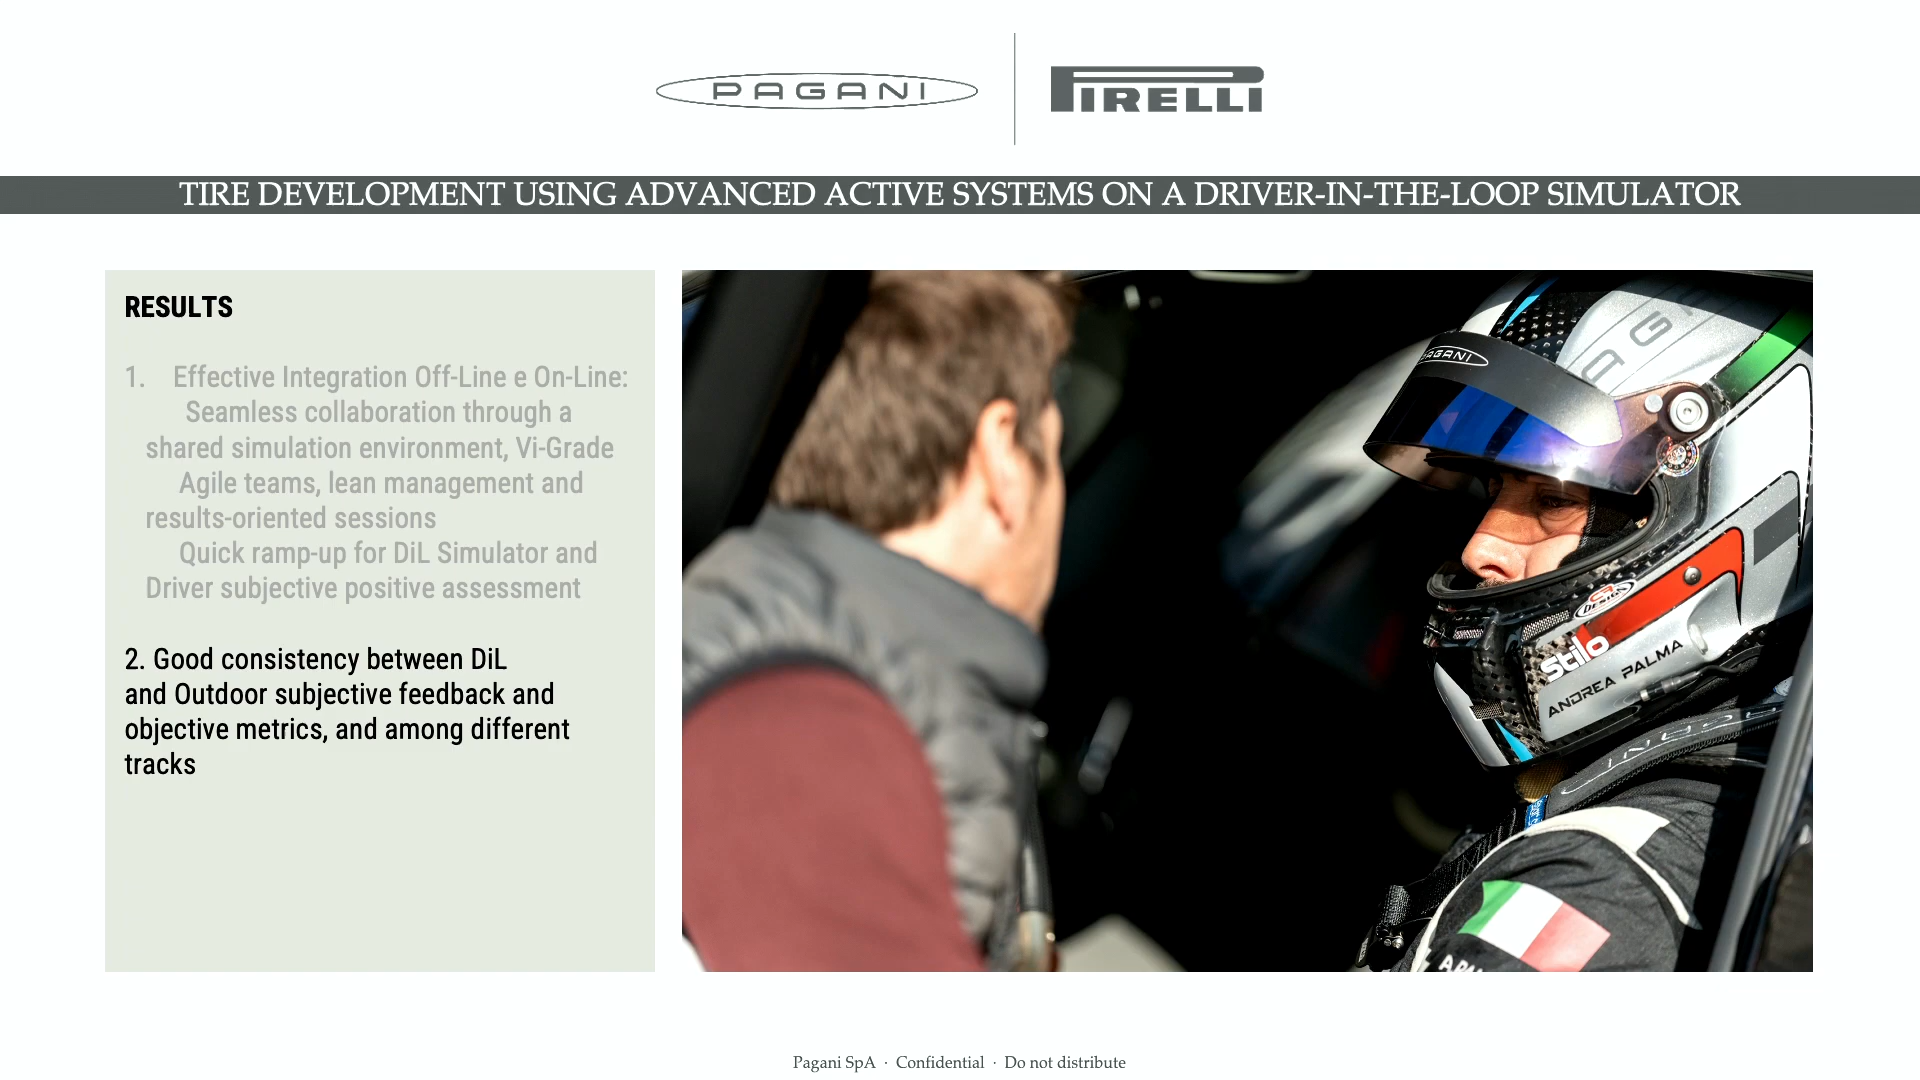 PAGANI
PIRELLI
TIRE DEVELOPMENT USING ADVANCED ACTIVE SYSTEMS ON A DRIVER-IN-THE-LOOP SIMULATOR
RESULTS
1. Effective Integration Off-Line e On-Line:
Seamless collaboration through a
shared simulation environment, Vi-Grade
Agile teams, lean management and
results-oriented sessions
Quick ramp-up for DiL Simulator and
Driver subjective positive assessment
2. Good consistency between DiL
and Outdoor subjective feedback and
objective metrics, and among different
tracks
PAGANI
DESIGN
Stilo
ANDREA PALMA
Pagani SpA · Confidential · Do not distribute